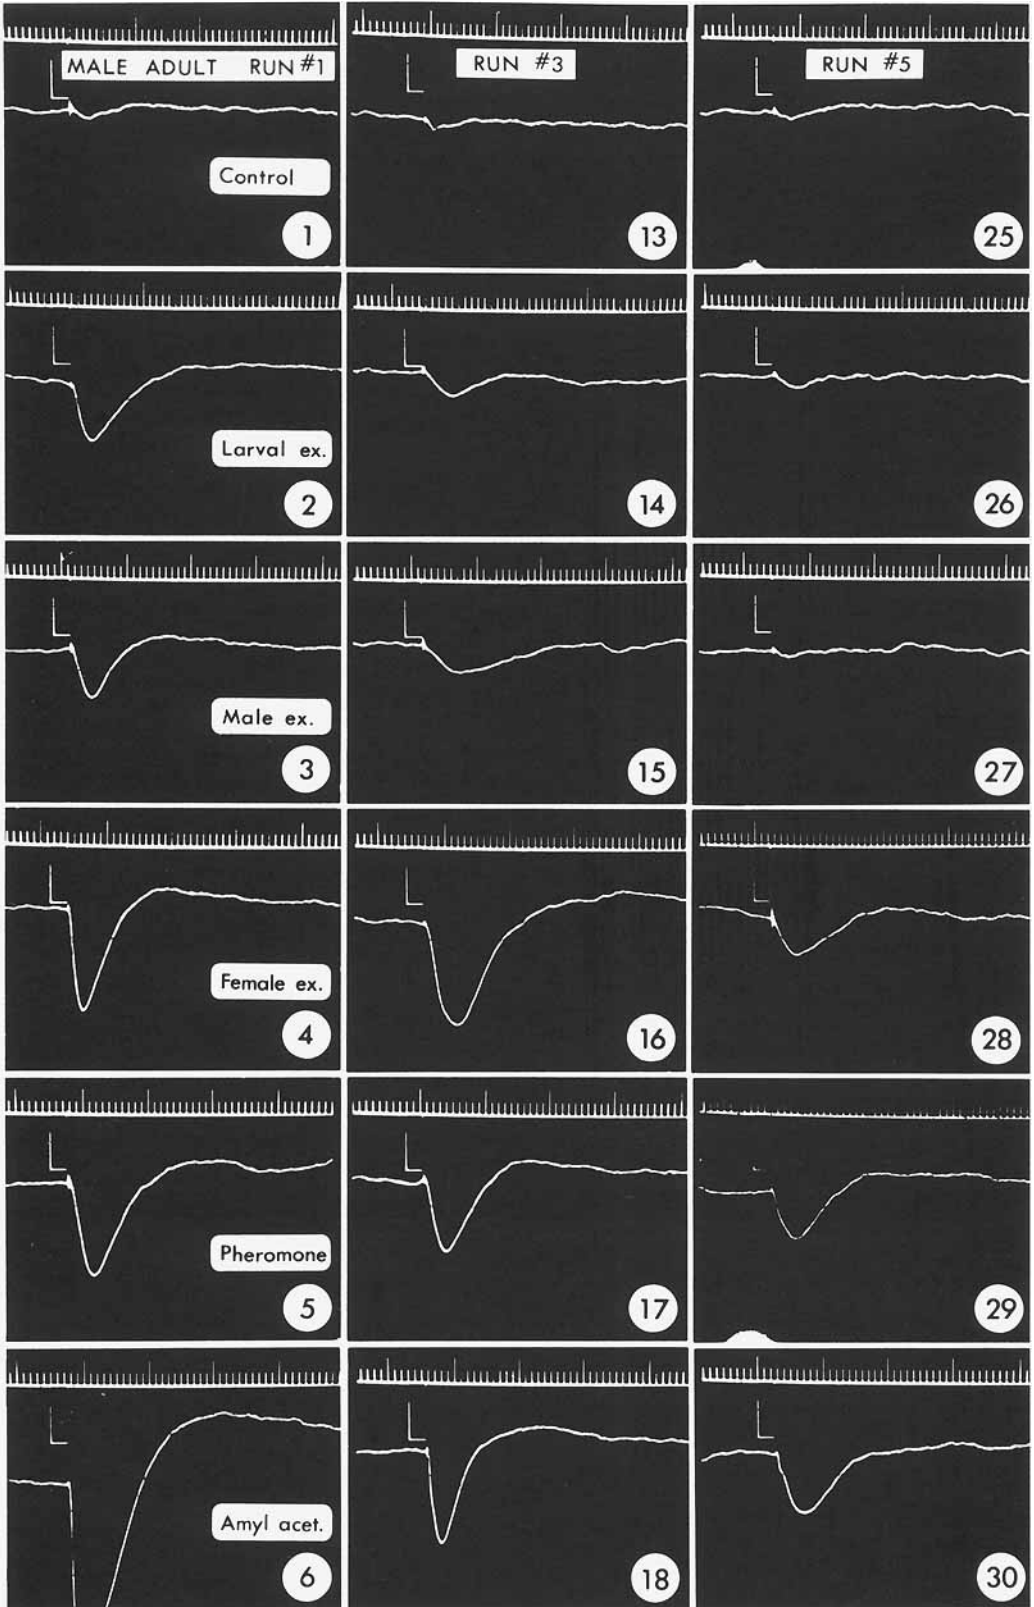 MALE ADULT RUN #1
RUN #3
RUN #5
Control
1
13
25
Larval ex.
2
14
26
Male ex.
3
15
27
Female ex.
4
16
28
Pheromone
5
17
29
Amyl acet.
6
18
30